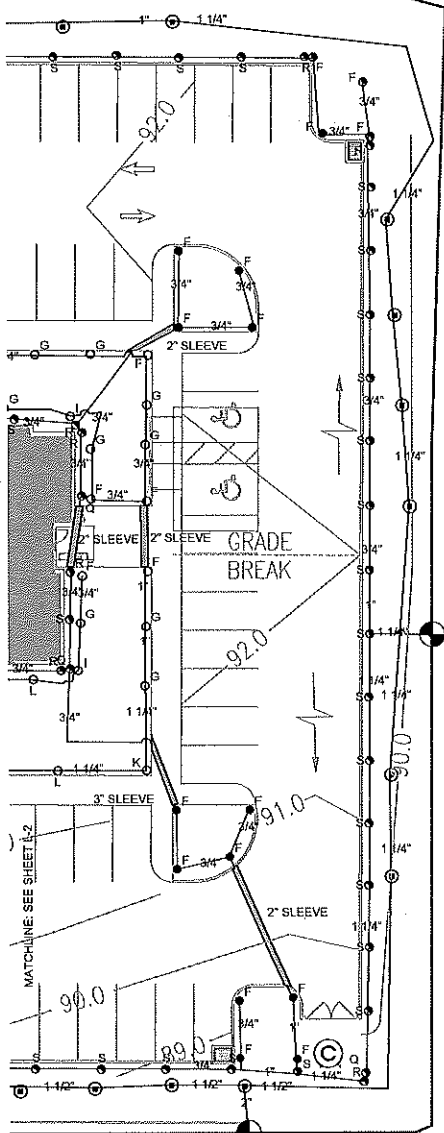 1"
1 1/4"
S
S
S
S
R
F
F
3/4"
92.0
F
3/4"
F
F
S
1 1/4"
3/4"
S
F
F
3/4"
3/4"
S
F
F
3/4"
2" SLEEVE
G
G
F
S
G
3/4"
3/4"
G
G
3/4"
S
1 1/4"
F
3/4"
F
Q
2" SLEEVE
2" SLEEVE
GRADE
BREAK
3/4"
R
F
F
3/4"
1"
S
1"
S
G
G
1"
S
1 1/4"
92.0
R
Q
I
3/4"
L
G
3/4"
1 1/4"
S
1 1/4"
90.0
L
1 1/4"
K
S
3" SLEEVE
F
F
3/4"
91.0
S
F
3/4"
F
1 1/4"
S
MATCHLINE: SEE SHEET IL-2
2" SLEEVE
1 1/4"
S
90.0
F
F
S
3/4"
1"
89.0
S
S
S
S
F
F
S
C
Q
R
3/4"
1"
1 1/4"
1 1/2"
1 1/2"
1 1/2"
2"